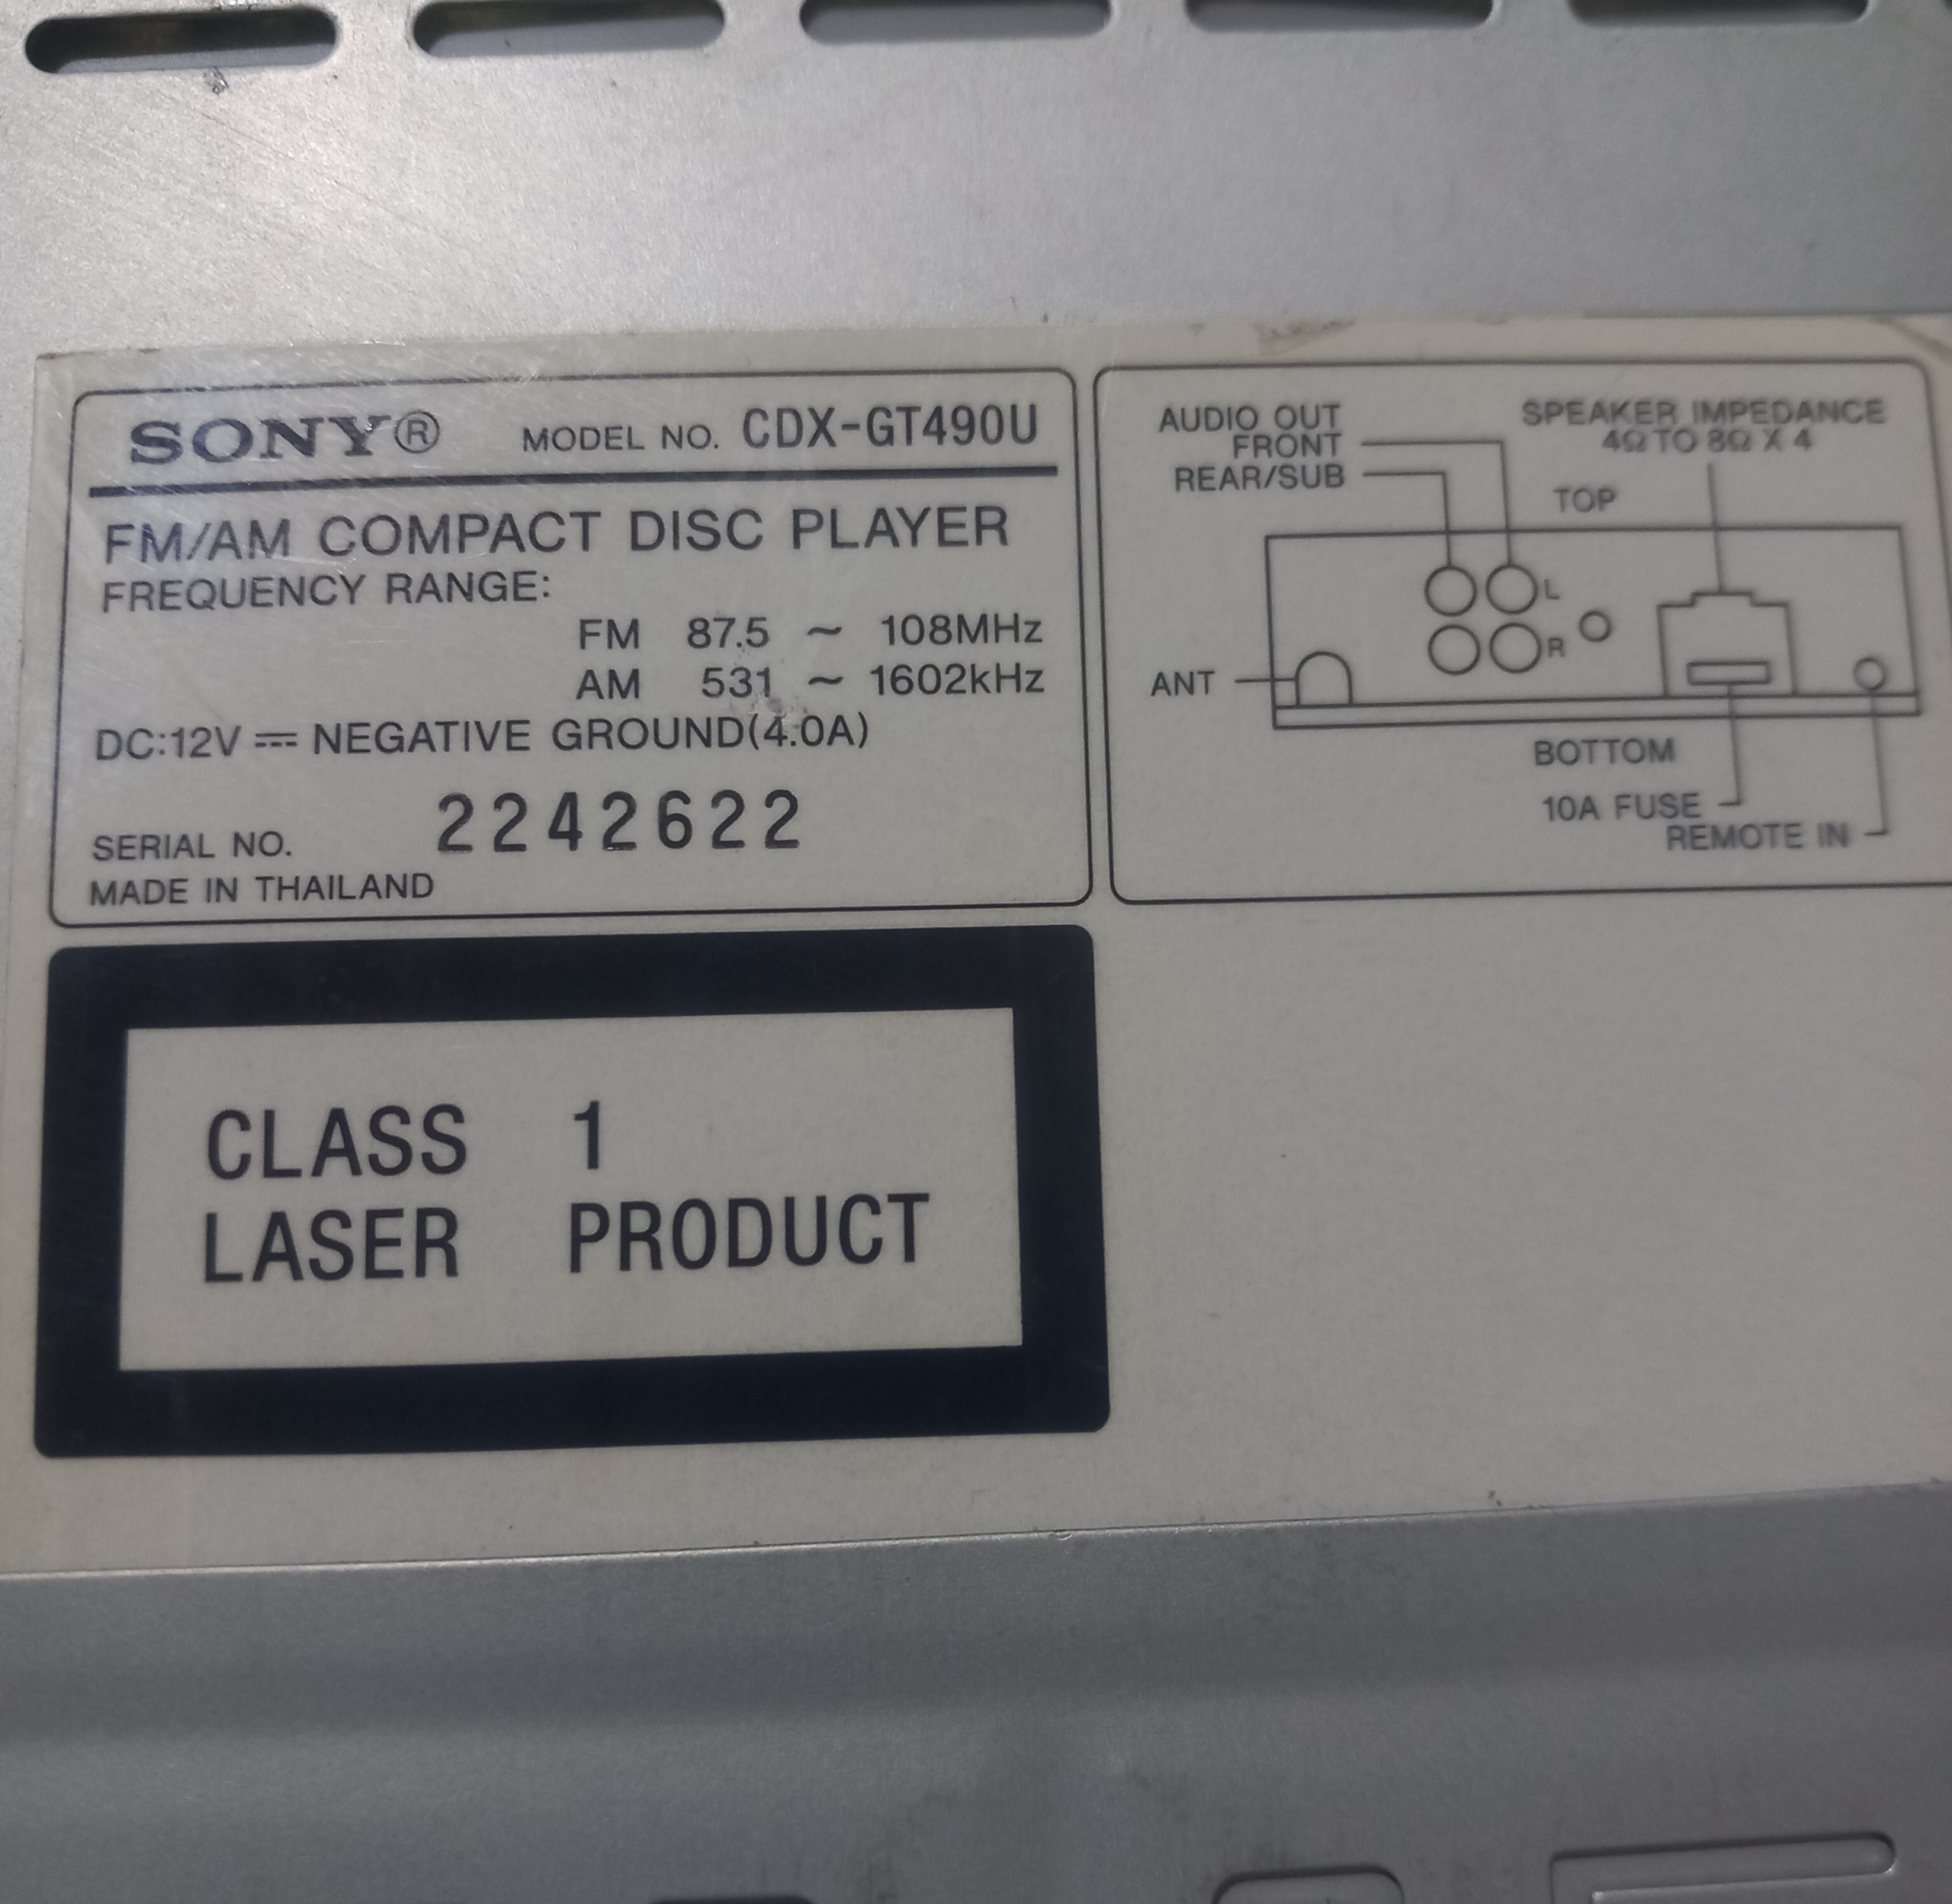 SONY® MODEL NO. CDX-GT490U
FM/AM COMPACT DISC PLAYER
FREQUENCY RANGE:
FM 87.5 ~ 108MHz
AM 531 ~ 1602kHz
DC:12V ⎓ NEGATIVE GROUND(4.0A)
SERIAL NO. 2242622
MADE IN THAILAND
AUDIO OUT
FRONT
REAR/SUB
SPEAKER IMPEDANCE
4Ω TO 8Ω X 4
TOP
L
R
ANT
BOTTOM
10A FUSE
REMOTE IN
CLASS 1
LASER PRODUCT